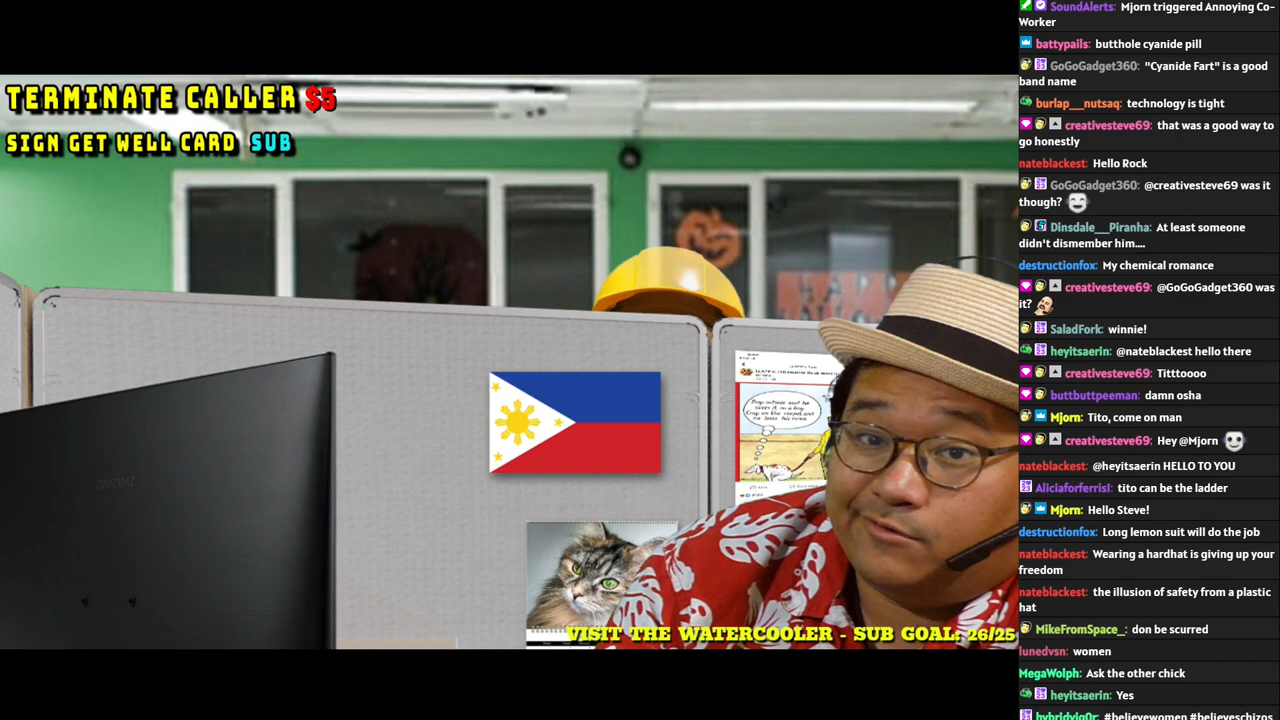 TERMINATE CALLER $5
SIGN GET WELL CARD SUB
VISIT THE WATERCOOLER - SUB GOAL: 26/25
SoundAlerts: Mjorn triggered Annoying Co-
Worker
battypails: butthole cyanide pill
GoGoGadget360: "Cyanide Fart" is a good
band name
burlap__nutsaq: technology is tight
creativesteve69: that was a good way to
go honestly
nateblackest: Hello Rock
GoGoGadget360: @creativesteve69 was it
though?
Dinsdale__Piranha: At least someone
didn't dismember him....
destructionfox: My chemical romance
creativesteve69: @GoGoGadget360 was
it?
SaladFork: winnie!
heyitsaerin: @nateblackest hello there
creativesteve69: Titttoooo
buttbuttpeeman: damn osha
Mjorn: Tito, come on man
creativesteve69: Hey @Mjorn
nateblackest: @heyitsaerin HELLO TO YOU
Aliciaforferrisl: tito can be the ladder
Mjorn: Hello Steve!
destructionfox: Long lemon suit will do the job
nateblackest: Wearing a hardhat is giving up your
freedom
nateblackest: the illusion of safety from a plastic
hat
MikeFromSpace_: don be scurred
lunedvsn: women
MegaWolph: Ask the other chick
heyitsaerin: Yes